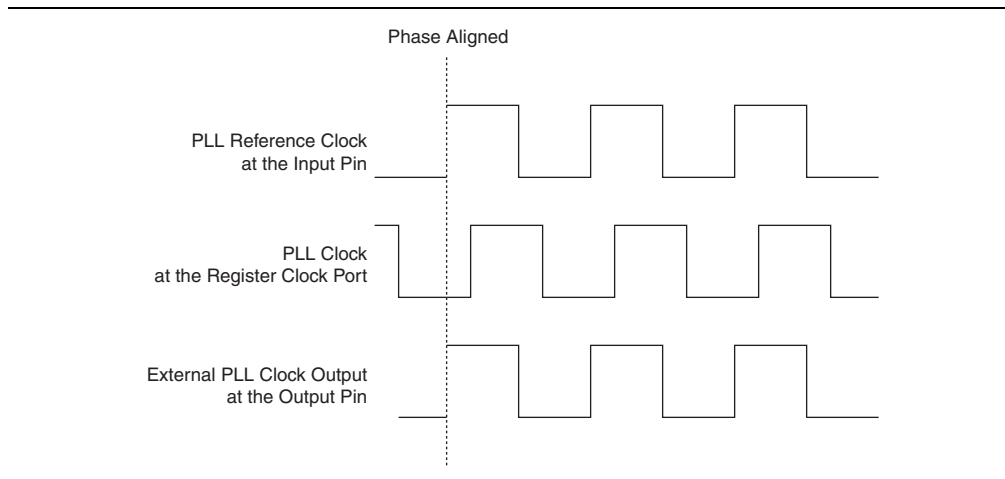 Phase Aligned
PLL Reference Clock
at the Input Pin
PLL Clock
at the Register Clock Port
External PLL Clock Output
at the Output Pin